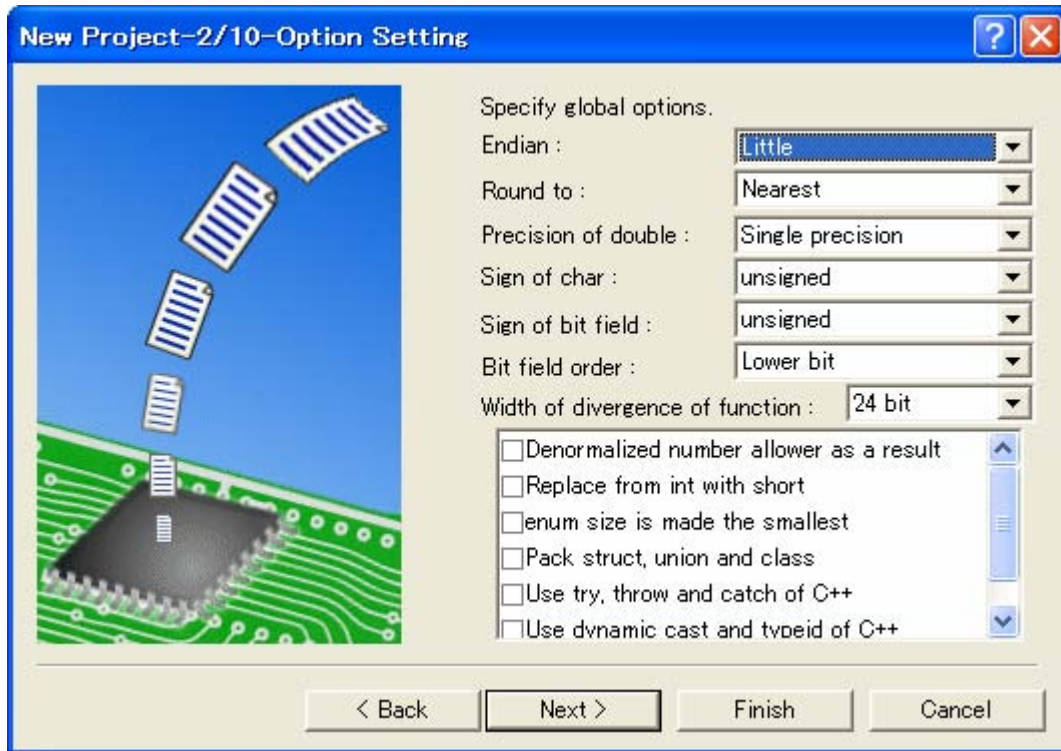 New Project-2/10-Option Setting
Specify global options.
Endian : Little
Round to : Nearest
Precision of double : Single precision
Sign of char : unsigned
Sign of bit field : unsigned
Bit field order : Lower bit
Width of divergence of function : 24 bit
Denormalized number allower as a result
Replace from int with short
enum size is made the smallest
Pack struct, union and class
Use try, throw and catch of C++
Use dynamic cast and typeid of C++
< Back Next > Finish Cancel